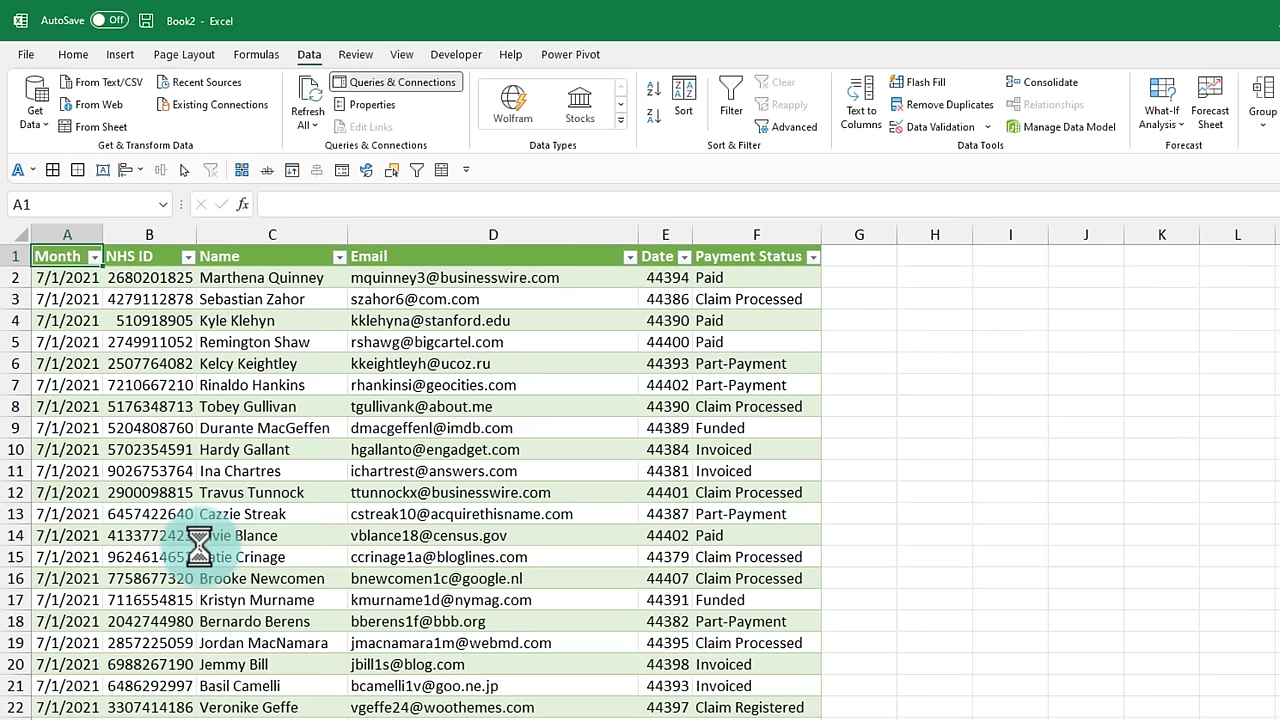 AutoSave Off Book2 - Excel
File Home Insert Page Layout Formulas Data Review View Developer Help Power Pivot
Get Data
From Text/CSV
From Web
From Sheet
Recent Sources
Existing Connections
Get & Transform Data
Refresh All
Queries & Connections
Properties
Edit Links
Queries & Connections
Wolfram
Stocks
Data Types
Sort
Filter
Clear
Reapply
Advanced
Sort & Filter
Text to Columns
Flash Fill
Remove Duplicates
Data Validation
Consolidate
Relationships
Manage Data Model
Data Tools
What-If Analysis
Forecast Sheet
Forecast
Group
A1 fx
A B C D E F G H I J K L
1 Month NHS ID Name Email Date Payment Status
2 7/1/2021 2680201825 Marthena Quinney mquinney3@businesswire.com 44394 Paid
3 7/1/2021 4279112878 Sebastian Zahor szahor6@com.com 44386 Claim Processed
4 7/1/2021 510918905 Kyle Klehyn kklehyna@stanford.edu 44390 Paid
5 7/1/2021 2749911052 Remington Shaw rshawg@bigcartel.com 44400 Paid
6 7/1/2021 2507764082 Kelcy Keightley kkeightleyh@ucoz.ru 44393 Part-Payment
7 7/1/2021 7210667210 Rinaldo Hankins rhankinsi@geocities.com 44402 Part-Payment
8 7/1/2021 5176348713 Tobey Gullivan tgullivank@about.me 44390 Claim Processed
9 7/1/2021 5204808760 Durante MacGeffen dmacgeffenl@imdb.com 44389 Funded
10 7/1/2021 5702354591 Hardy Gallant hgallanto@engadget.com 44384 Invoiced
11 7/1/2021 9026753764 Ina Chartres ichartrest@answers.com 44381 Invoiced
12 7/1/2021 2900098815 Travus Tunnock ttunnockx@businesswire.com 44401 Claim Processed
13 7/1/2021 6457422640 Cazzie Streak cstreak10@acquirethisname.com 44387 Part-Payment
14 7/1/2021 Blance vblance18@census.gov 44402 Paid
15 7/1/2021 Crinage ccrinage1a@bloglines.com 44379 Claim Processed
16 7/1/2021 7758677320 Brooke Newcomen bnewcomen1c@google.nl 44407 Claim Processed
17 7/1/2021 7116554815 Kristyn Murname kmurname1d@nymag.com 44391 Funded
18 7/1/2021 2042744980 Bernardo Berens bberens1f@bbb.org 44382 Part-Payment
19 7/1/2021 2857225059 Jordan MacNamara jmacnamara1m@webmd.com 44395 Claim Processed
20 7/1/2021 6988267190 Jemmy Bill jbill1s@blog.com 44398 Invoiced
21 7/1/2021 6486292997 Basil Camelli bcamelli1v@goo.ne.jp 44393 Invoiced
22 7/1/2021 3307414186 Veronike Geffe vgeffe24@woothemes.com 44397 Claim Registered